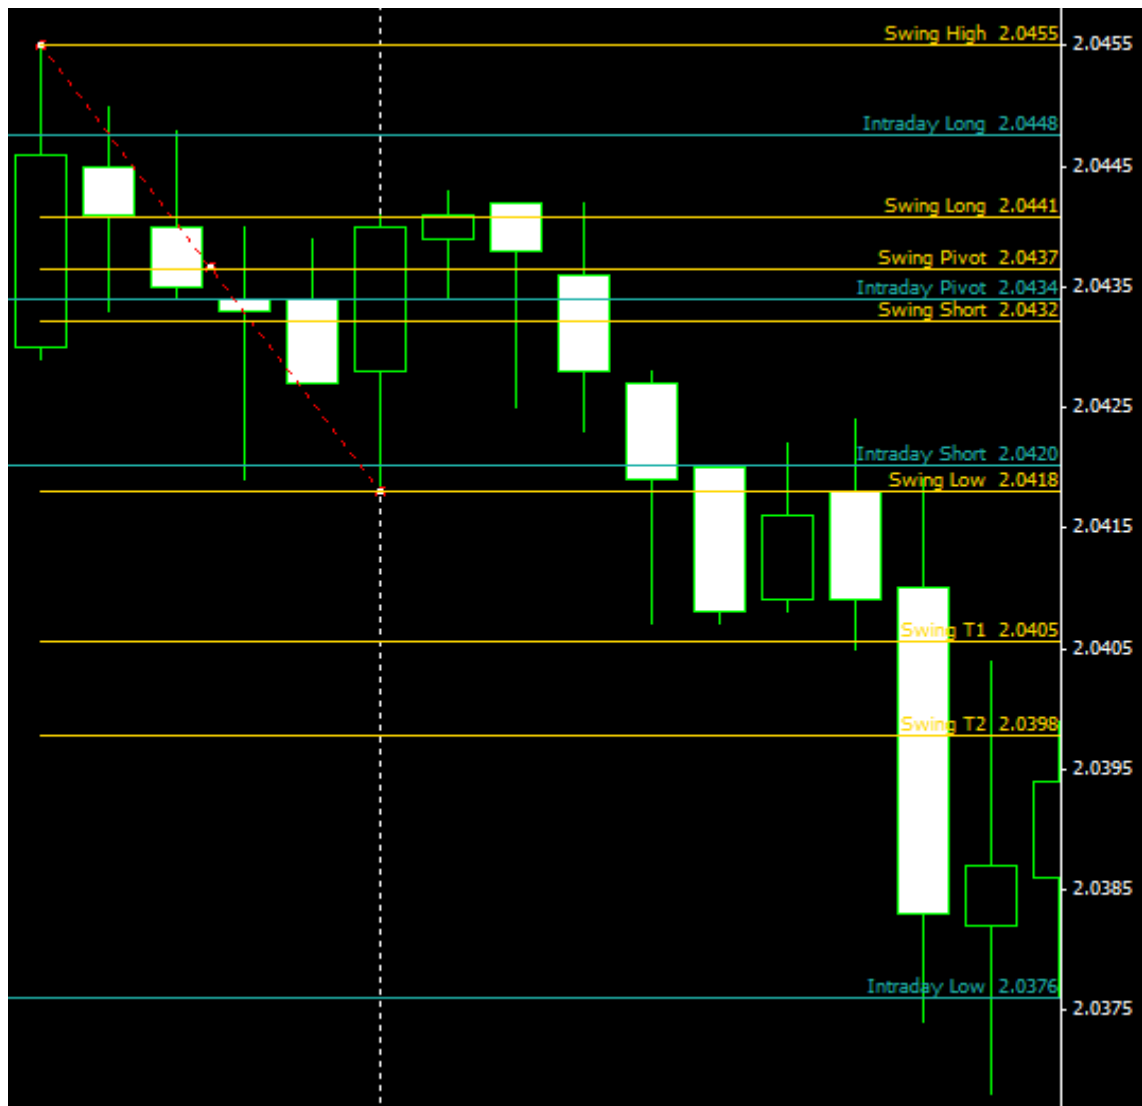 Swing High 2.0455
2.0455
Intraday Long 2.0448
2.0445
Swing Long 2.0441
Swing Pivot 2.0437
Intraday Pivot 2.0434
2.0435
Swing Short 2.0432
2.0425
Intraday Short 2.0420
Swing Low 2.0418
2.0415
Swing T1 2.0405
2.0405
Swing T2 2.0398
2.0395
2.0385
Intraday Low 2.0376
2.0375